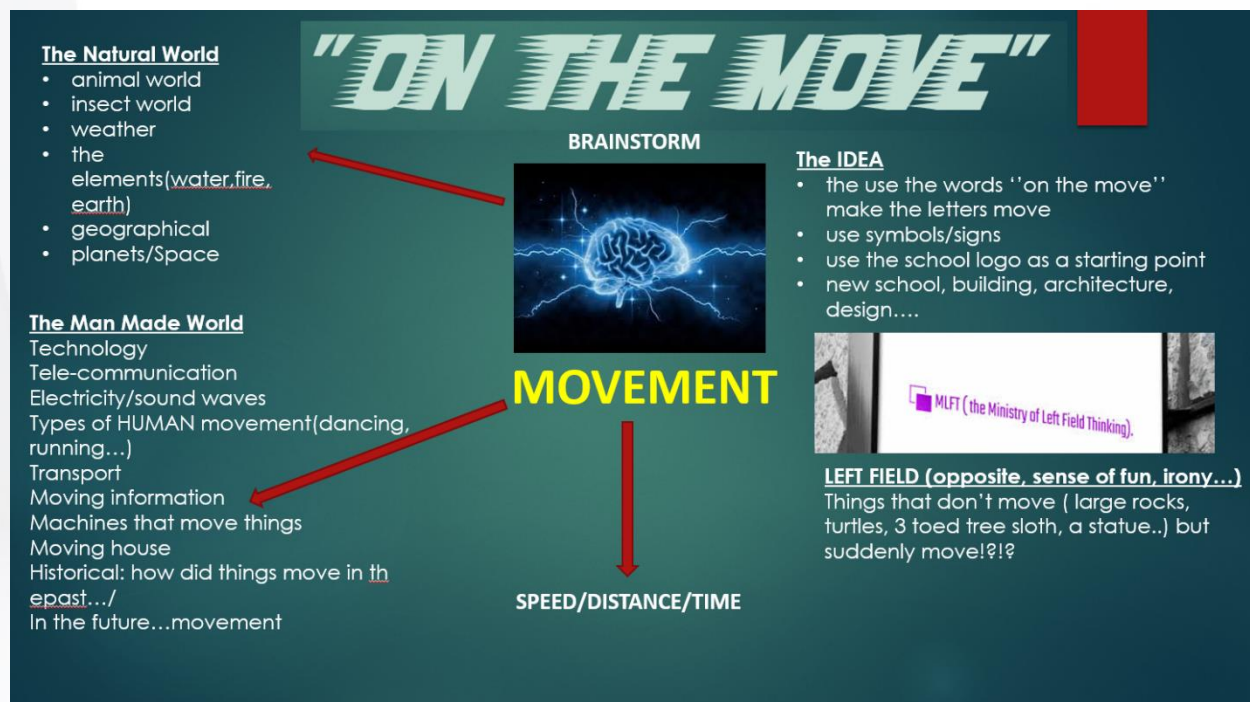 "ON THE MOVE"
The Natural World
• animal world
• insect world
• weather
• the
elements(water,fire,
earth)
• geographical
• planets/Space
The Man Made World
Technology
Tele-communication
Electricity/sound waves
Types of HUMAN movement(dancing,
running...)
Transport
Moving information
Machines that move things
Moving house
Historical: how did things move in th
epast.../
In the future...movement
BRAINSTORM
MOVEMENT
SPEED/DISTANCE/TIME
The IDEA
• the use the words ‘‘on the move’’
make the letters move
• use symbols/signs
• use the school logo as a starting point
• new school, building, architecture,
design....
MLFT ( the Ministry of Left Field Thinking).
LEFT FIELD (opposite, sense of fun, irony...)
Things that don’t move ( large rocks,
turtles, 3 toed tree sloth, a statue..) but
suddenly move!?!?